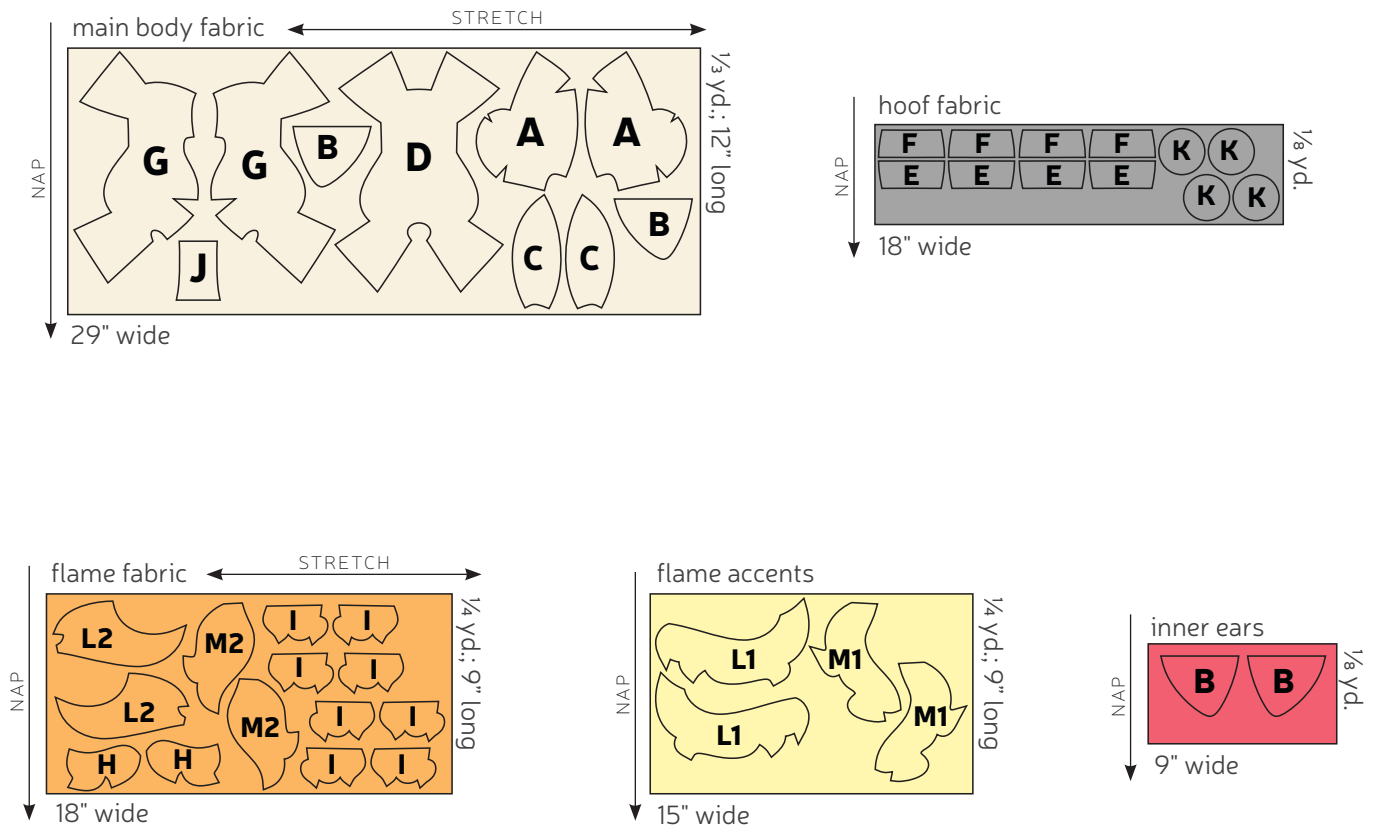 main body fabric
STRETCH
NAP
G
G
B
D
A
A
B
J
C
C
⅓ yd.; 12” long
29" wide
hoof fabric
NAP
F F F F K K
E E E E
K K
⅛ yd.
18" wide
flame fabric
STRETCH
NAP
L2
M2
I I
I I
L2
M2
I I
H H
I I
¼ yd.; 9” long
18" wide
flame accents
NAP
L1
M1
L1
M1
¼ yd.; 9” long
15" wide
inner ears
NAP
B B
⅛ yd.
9" wide